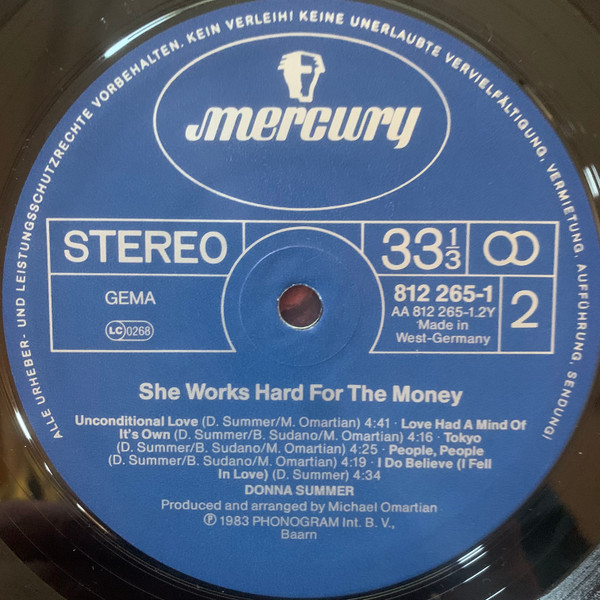 ALLE URHEBER- UND LEISTUNGSSCHUTZRECHTE VORBEHALTEN. KEIN VERLEIH! KEINE UNERLAUBTE VERVIELFÄLTIGUNG, VERMIETUNG, AUFFÜHRUNG, SENDUNG!
mercury
STEREO
33 1/3
GEMA
LC 0268
812 265-1
AA 812 265-1.2Y
Made in
West-Germany
2
She Works Hard For The Money
Unconditional Love (D. Summer/M. Omartian) 4:41 · Love Had A Mind Of
It's Own (D. Summer/B. Sudano/M. Omartian) 4:16 · Tokyo
(D. Summer/B. Sudano/M. Omartian) 4:25 · People, People
(D. Summer/B. Sudano/M. Omartian) 4:19 · I Do Believe (I Fell
In Love) (D. Summer) 4:34
DONNA SUMMER
Produced and arranged by Michael Omartian
℗ 1983 PHONOGRAM Int. B. V.,
Baarn